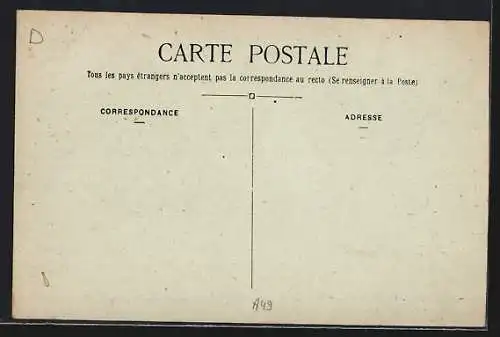 D
CARTE POSTALE
Tous les pays étrangers n'acceptent pas la correspondance au recto (Se renseigner à la Poste)
CORRESPONDANCE
ADRESSE
A49